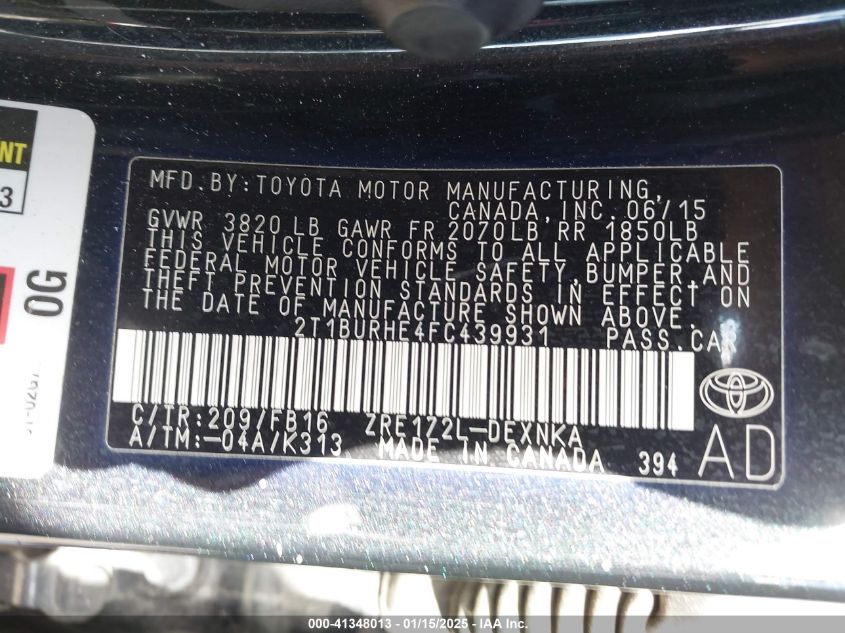 NT
3
OG
MFD.BY:TOYOTA MOTOR MANUFACTURING,
CANADA,INC. 06/15
GVWR 3820 LB GAWR FR 2070LB RR 1850LB
THIS VEHICLE CONFORMS TO ALL APPLICABLE
FEDERAL MOTOR VEHICLE SAFETY,BUMPER,AND
THEFT PREVENTION STANDARDS IN EFFECT ON
THE DATE OF MANUFACTURE SHOWN ABOVE.
2T1BURHE4FC439931 PASS.CAR
C/TR:209/FB16 ZRE172L-DEXNKA
A/TM:-04A/K313 MADE IN CANADA 394
AD
000-41348013 — 01/15/2025 — IAA Inc.